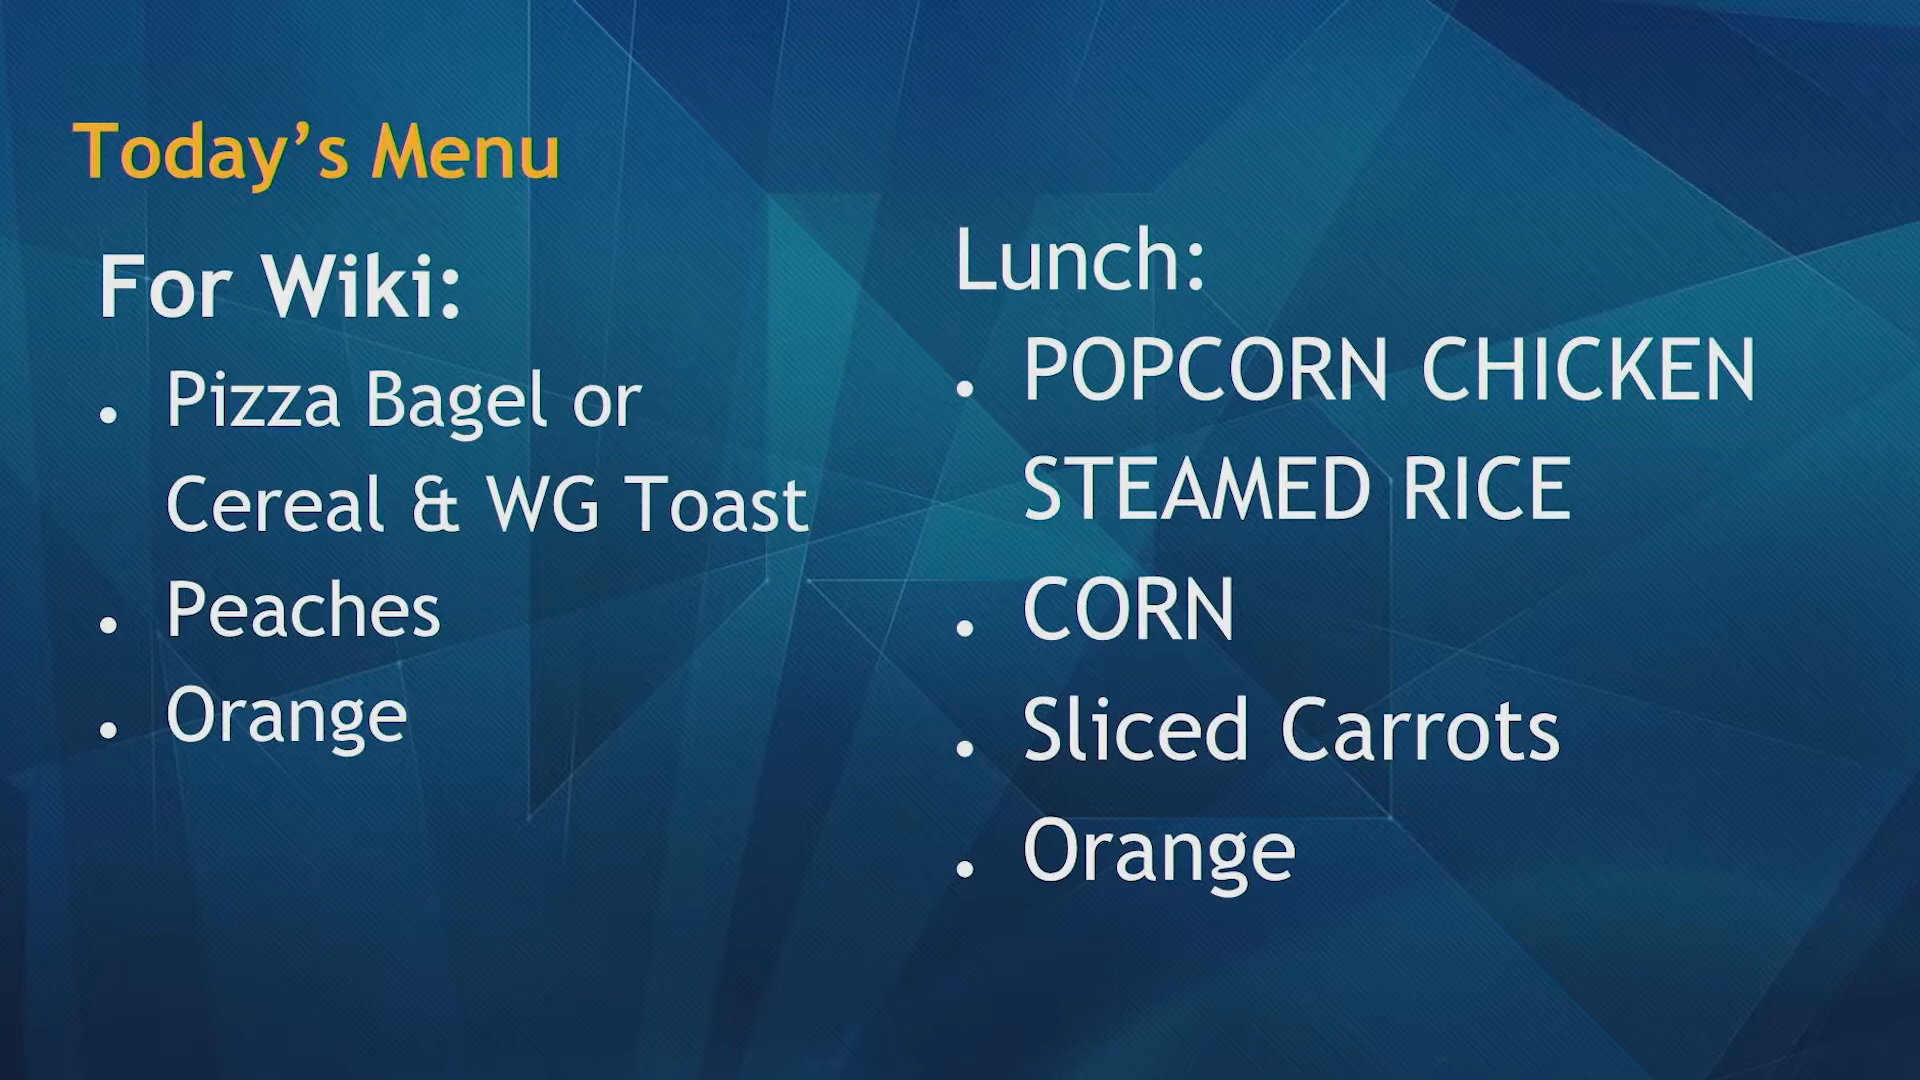 Today’s Menu
For Wiki:
• Pizza Bagel or
Cereal & WG Toast
• Peaches
• Orange
Lunch:
• POPCORN CHICKEN
STEAMED RICE
• CORN
• Sliced Carrots
• Orange